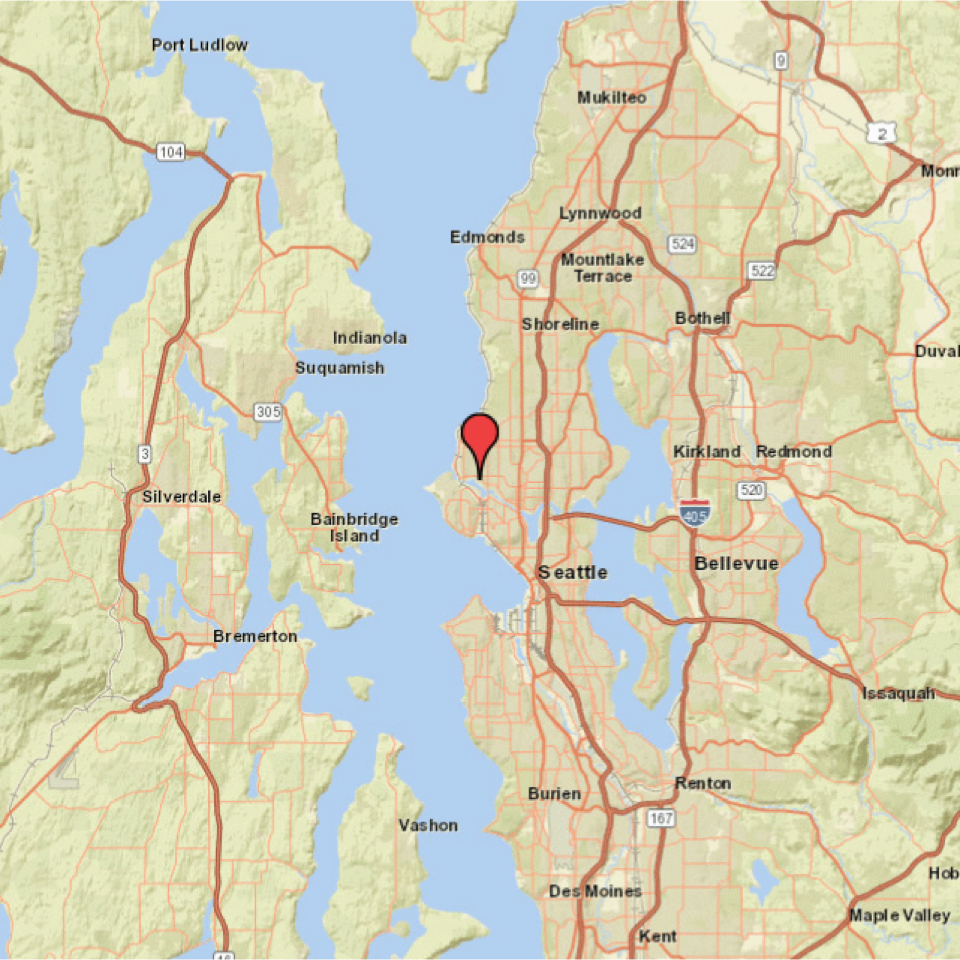 Port Ludlow
9
Mukilteo
2
104
Monr
Lynnwood
Edmonds
524
Mountlake
Terrace
522
99
Shoreline
Bothell
Indianola
Duval
Suquamish
305
3
Kirkland
Redmond
520
Silverdale
405
Bainbridge
Island
Seattle
Bellevue
Bremerton
Issaquah
Renton
Burien
167
Vashon
Hob
Des Moines
Maple Valley
Kent